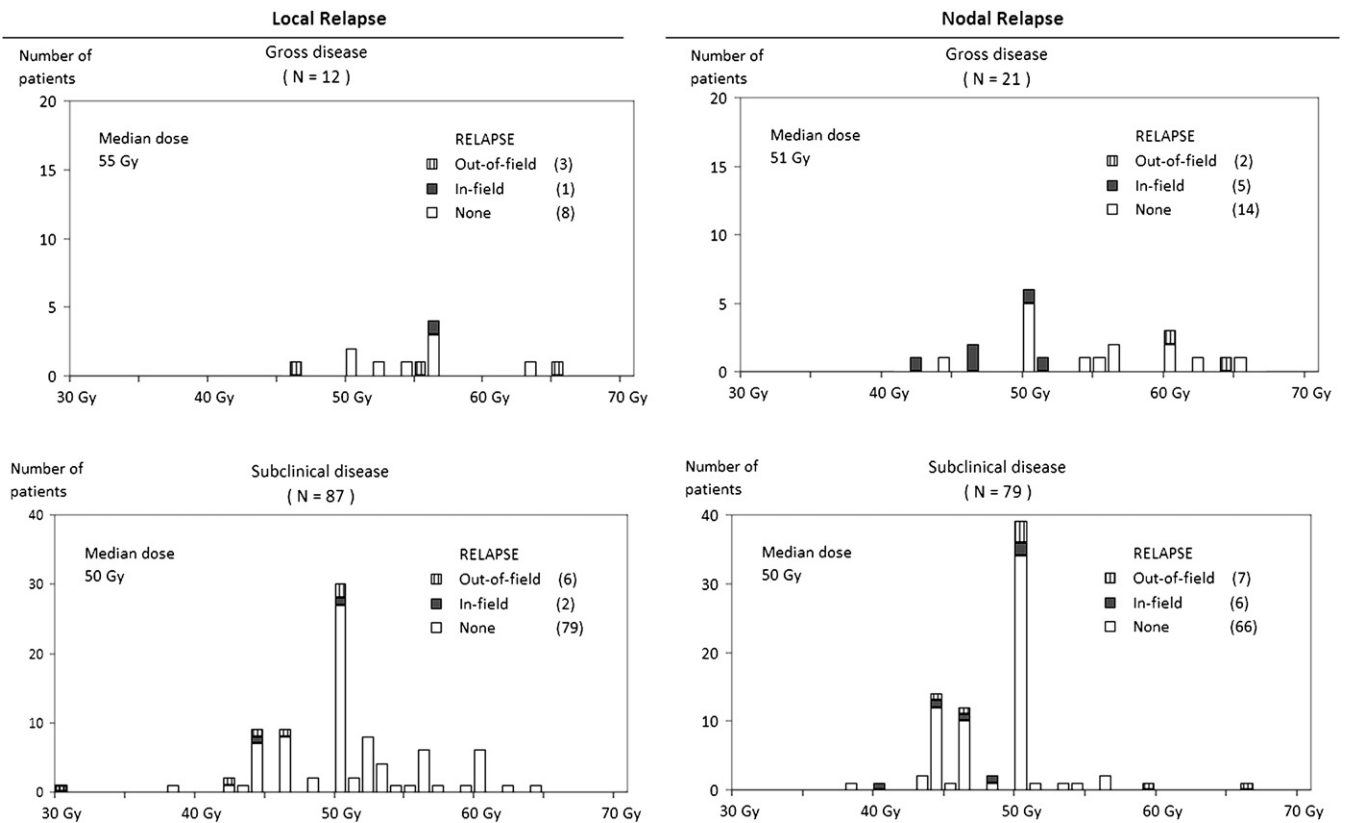 Local Relapse
Number of
patients
Gross disease
( N = 12 )
20
15
10
5
0
Median dose
55 Gy
RELAPSE
Out-of-field (3)
In-field (1)
None (8)
30 Gy 40 Gy 50 Gy 60 Gy 70 Gy
Nodal Relapse
Number of
patients
Gross disease
( N = 21 )
20
15
10
5
0
Median dose
51 Gy
RELAPSE
Out-of-field (2)
In-field (5)
None (14)
30 Gy 40 Gy 50 Gy 60 Gy 70 Gy
Number of
patients
Subclinical disease
( N = 87 )
40
30
20
10
0
Median dose
50 Gy
RELAPSE
Out-of-field (6)
In-field (2)
None (79)
30 Gy 40 Gy 50 Gy 60 Gy 70 Gy
Number of
patients
Subclinical disease
( N = 79 )
40
30
20
10
0
Median dose
50 Gy
RELAPSE
Out-of-field (7)
In-field (6)
None (66)
30 Gy 40 Gy 50 Gy 60 Gy 70 Gy